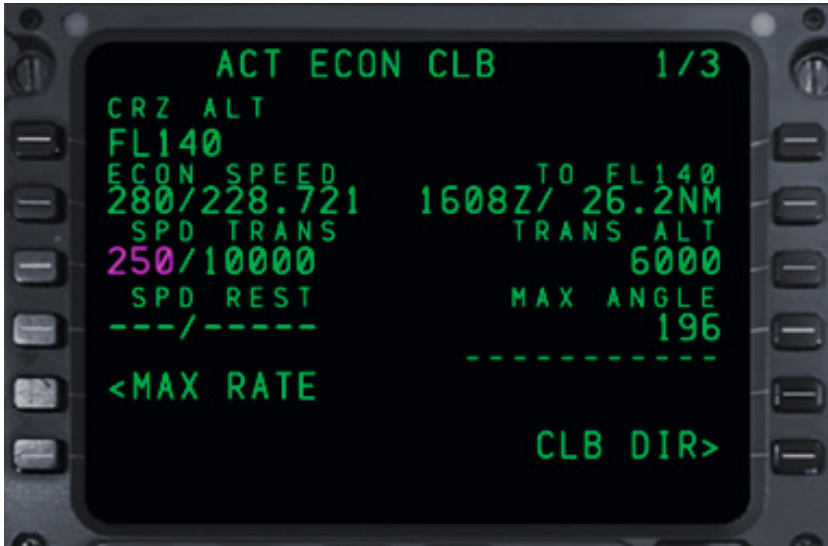 ACT ECON CLB 1/3
CRZ ALT
FL140
ECON SPEED TO FL140
280/228.721 1608Z/ 26.2NM
SPD TRANS TRANS ALT
250/10000 6000
SPD REST MAX ANGLE
---/----- 196
------------
<MAX RATE
CLB DIR>